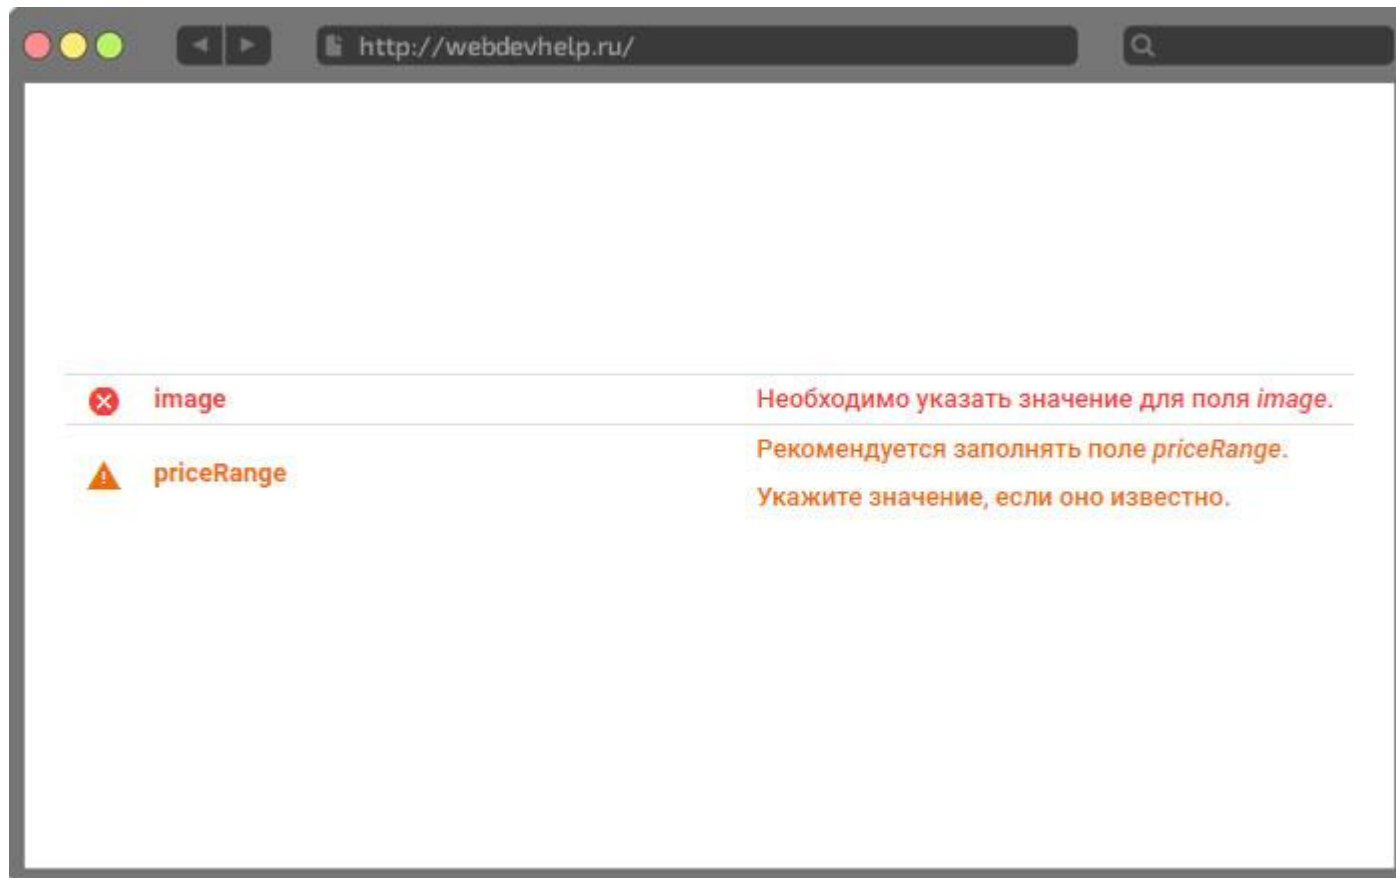 http://webdevhelp.ru/
image
Необходимо указать значение для поля image.
priceRange
Рекомендуется заполнять поле priceRange.
Укажите значение, если оно известно.